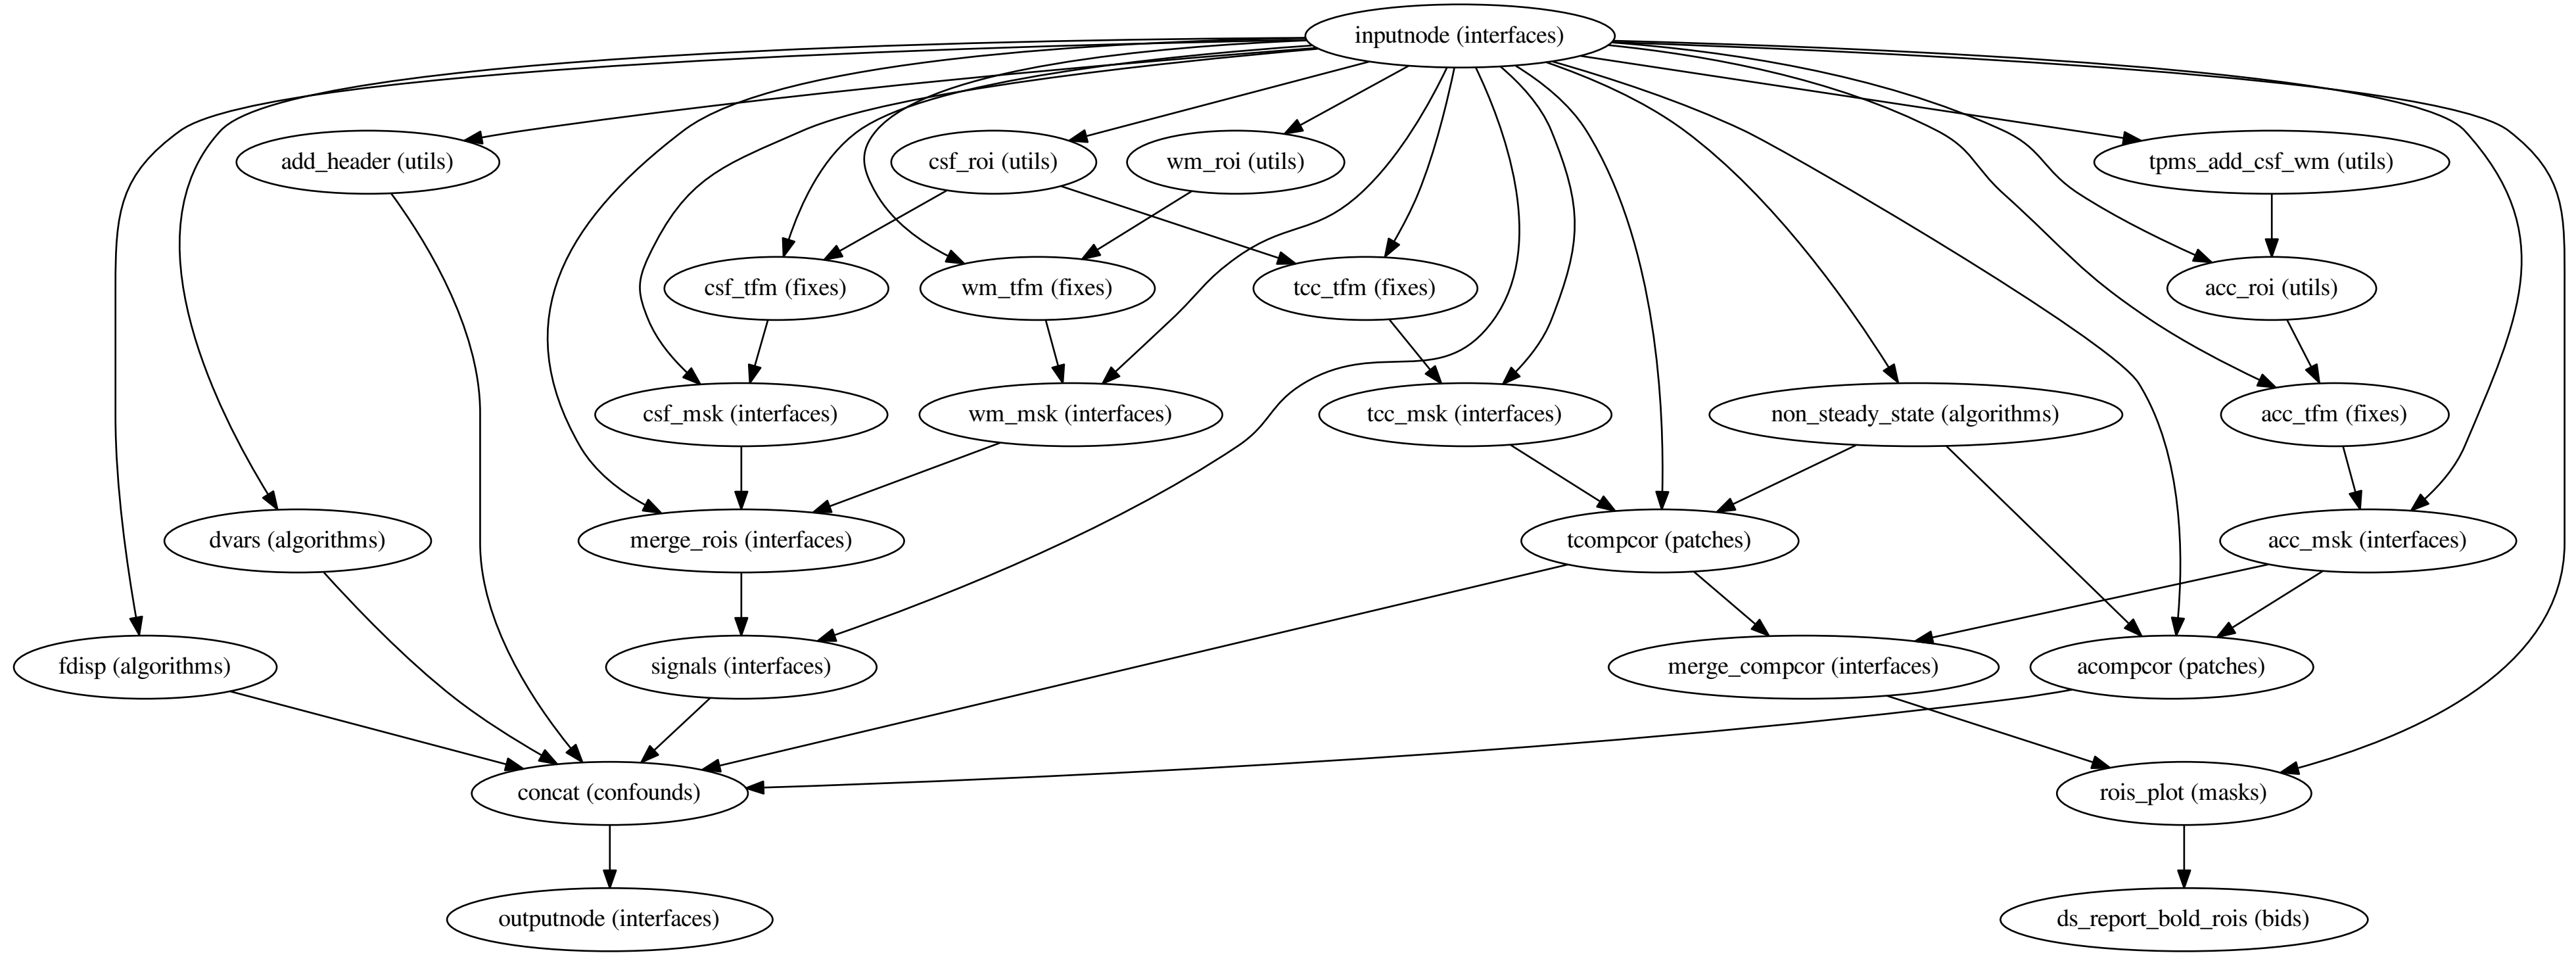 inputnode (interfaces)
add_header (utils)
csf_roi (utils)
wm_roi (utils)
tpms_add_csf_wm (utils)
csf_tfm (fixes)
wm_tfm (fixes)
tcc_tfm (fixes)
acc_roi (utils)
csf_msk (interfaces)
wm_msk (interfaces)
tcc_msk (interfaces)
non_steady_state (algorithms)
acc_tfm (fixes)
dvars (algorithms)
merge_rois (interfaces)
tcompcor (patches)
acc_msk (interfaces)
fdisp (algorithms)
signals (interfaces)
merge_compcor (interfaces)
acompcor (patches)
concat (confounds)
rois_plot (masks)
outputnode (interfaces)
ds_report_bold_rois (bids)